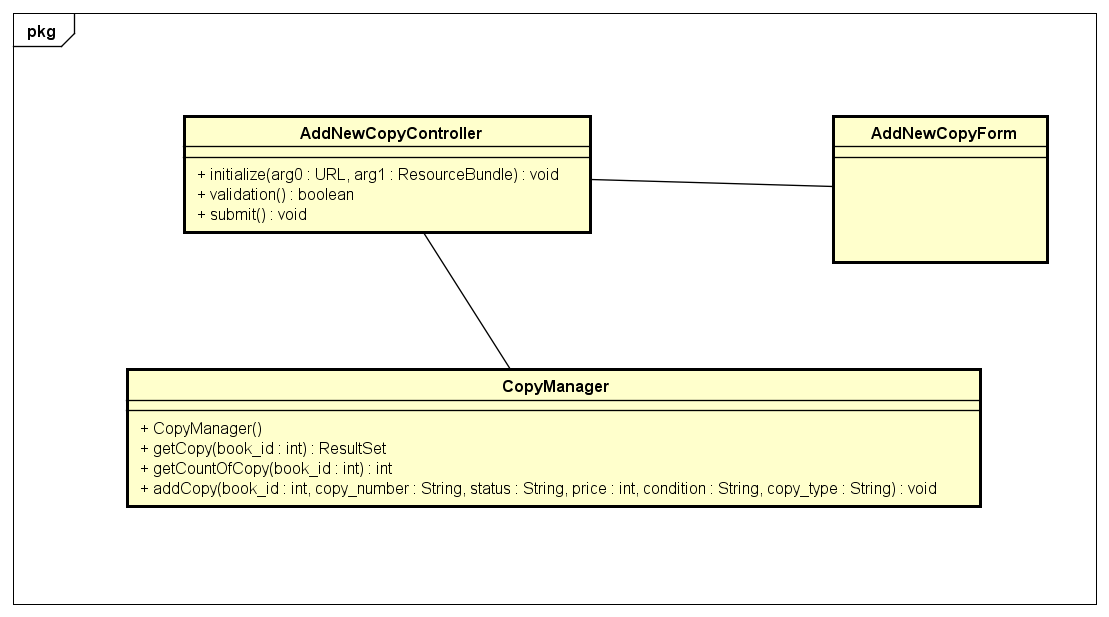 pkg
AddNewCopyController
+ initialize(arg0 : URL, arg1 : ResourceBundle) : void
+ validation() : boolean
+ submit() : void
AddNewCopyForm
CopyManager
+ CopyManager()
+ getCopy(book_id : int) : ResultSet
+ getCountOfCopy(book_id : int) : int
+ addCopy(book_id : int, copy_number : String, status : String, price : int, condition : String, copy_type : String) : void